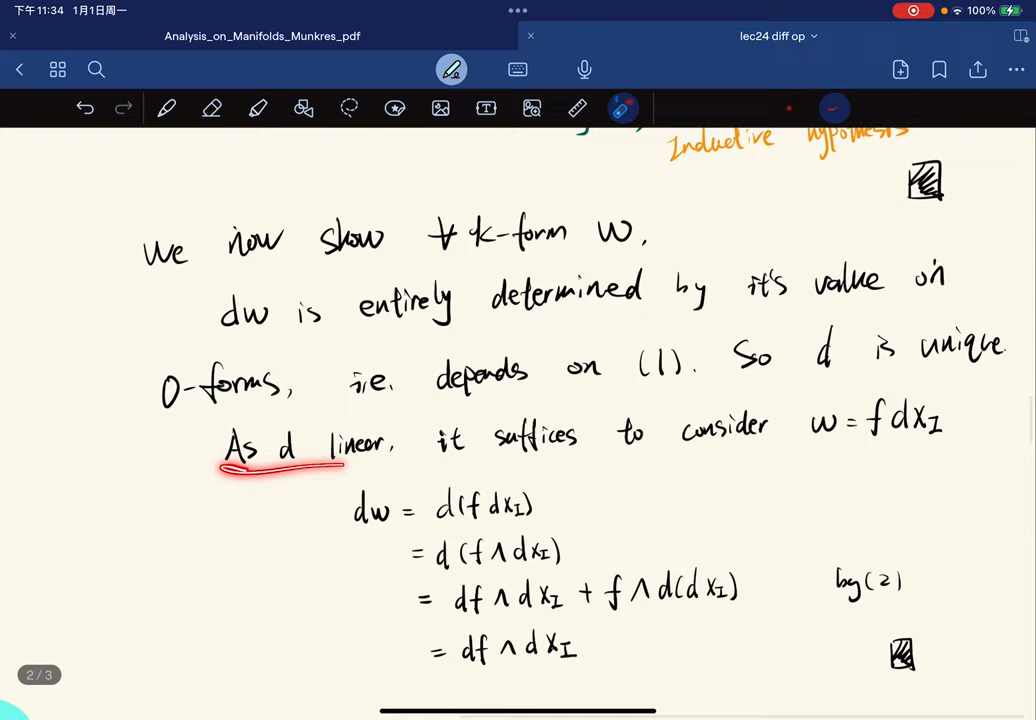 下午11:34 1月1日周一
100%
Analysis_on_Manifolds_Munkres_pdf
lec24 diff op
Inductive hypothesis
We now show ∀ k-form w,
dw is entirely determined by it's value on
0-forms, i.e. depends on (1). So d is unique.
As d linear, it suffices to consider w = f dx_I
dw = d(f dx_I)
= d(f ∧ dx_I)
= df ∧ dx_I + f ∧ d(dx_I) by (2)
= df ∧ dx_I
2/3